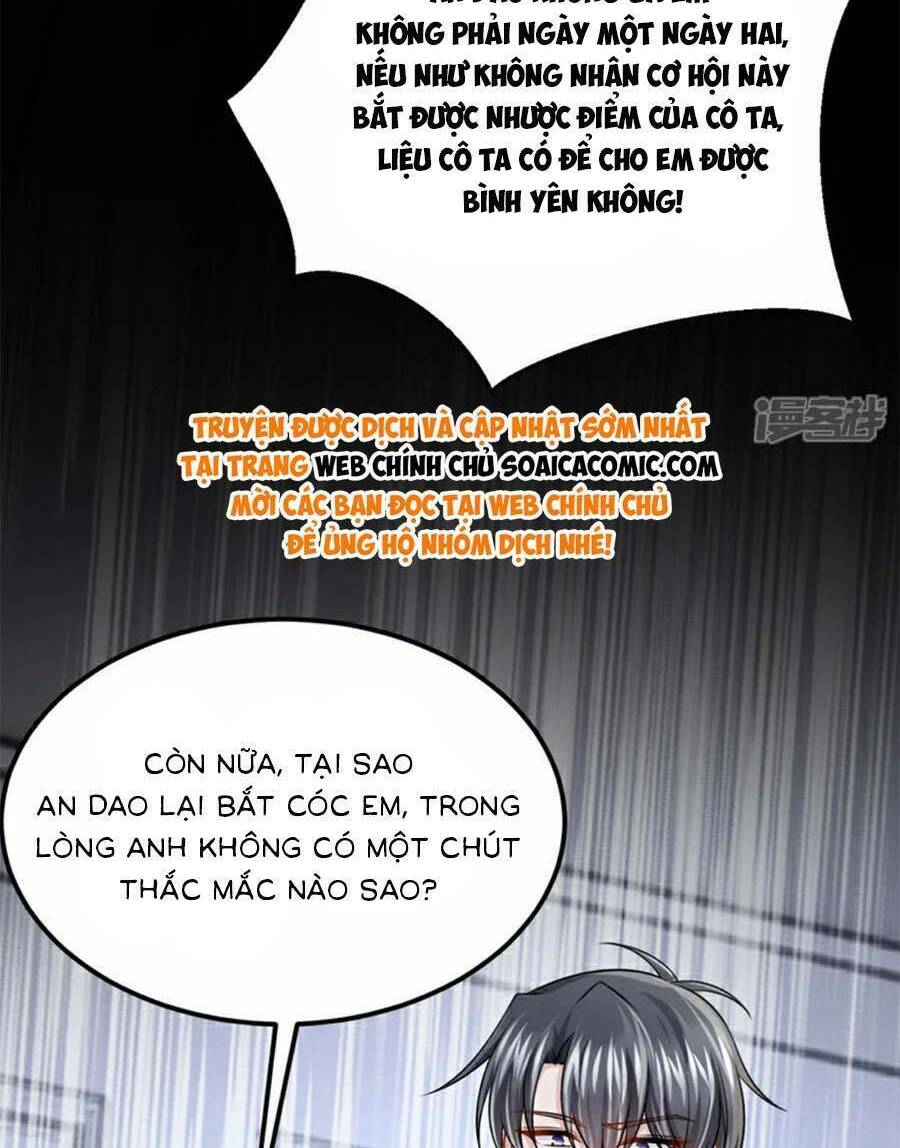 KHÔNG PHẢI NGÀY MỘT NGÀY HAI,
NẾU NHƯ KHÔNG NHÂN CƠ HỘI NÀY
BẮT ĐƯỢC NHƯỢC ĐIỂM CỦA CÔ TA,
LIỆU CÔ TA CÓ ĐỂ CHO EM ĐƯỢC
BÌNH YÊN KHÔNG!
漫客栈
TRUYỆN ĐƯỢC DỊCH VÀ CẬP NHẬT SỚM NHẤT
TẠI TRANG WEB CHÍNH CHỦ SOAICACOMIC.COM
MỜI CÁC BẠN ĐỌC TẠI WEB CHÍNH CHỦ
ĐỂ ỦNG HỘ NHÓM DỊCH NHÉ!
CÒN NỮA, TẠI SAO
AN DAO LẠI BẮT CÓC EM, TRONG
LÒNG ANH KHÔNG CÓ MỘT CHÚT
THẮC MẮC NÀO SAO?